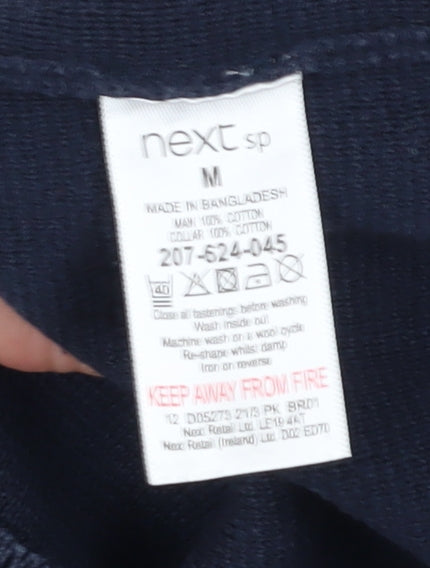 next sp
M
MADE IN BANGLADESH
MAIN 100% COTTON
COLLAR 100% COTTON
207-624-045
Close all fastenings before washing
Wash inside out
Machine wash on a wool cycle
Re-shape whilst damp
Iron on reverse
KEEP AWAY FROM FIRE
12 D05273 21/3 PK BR01
Next Retail Ltd LE19 4AT
Next Retail (Ireland) Ltd D02 ED70